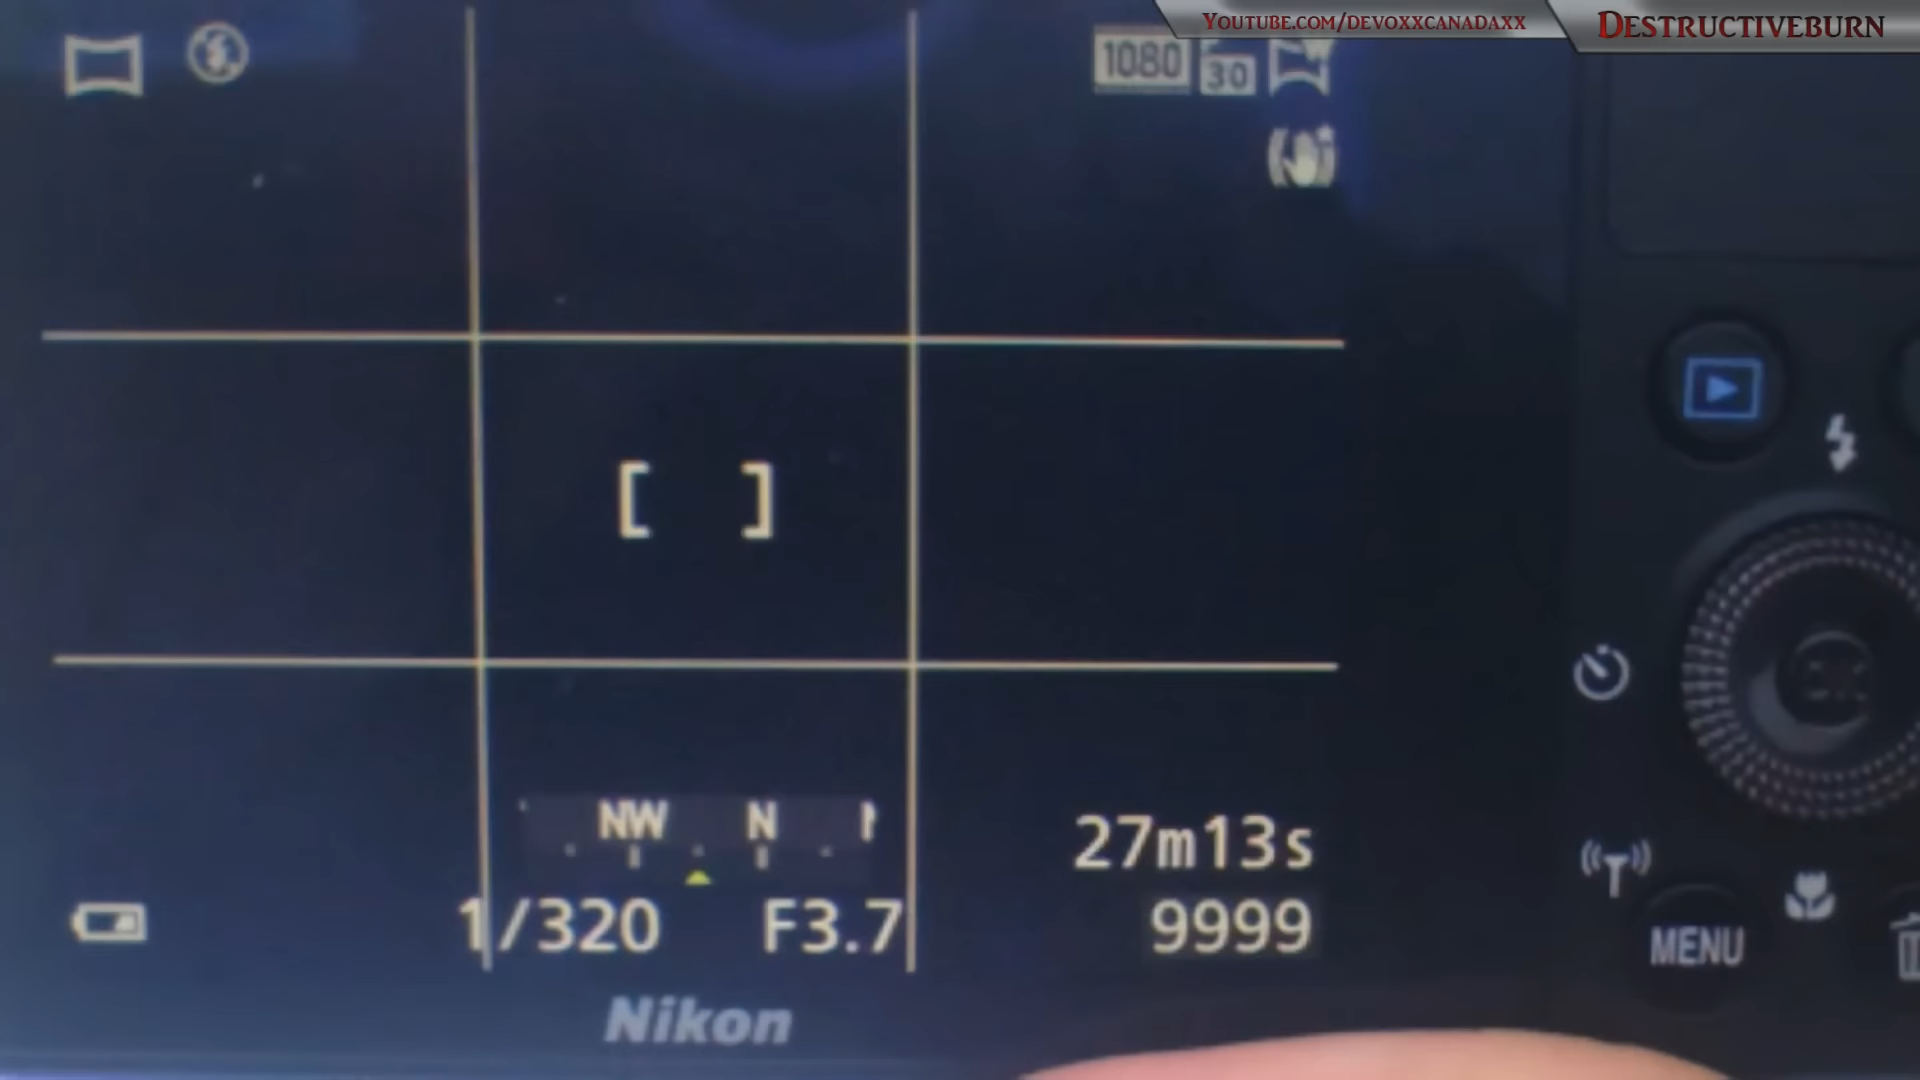 YOUTUBE.COM/DEVOXXCANADAXX
DESTRUCTIVEBURN
1080 30 W
NW N
27m13s
1/320 F3.7 9999
MENU
Nikon